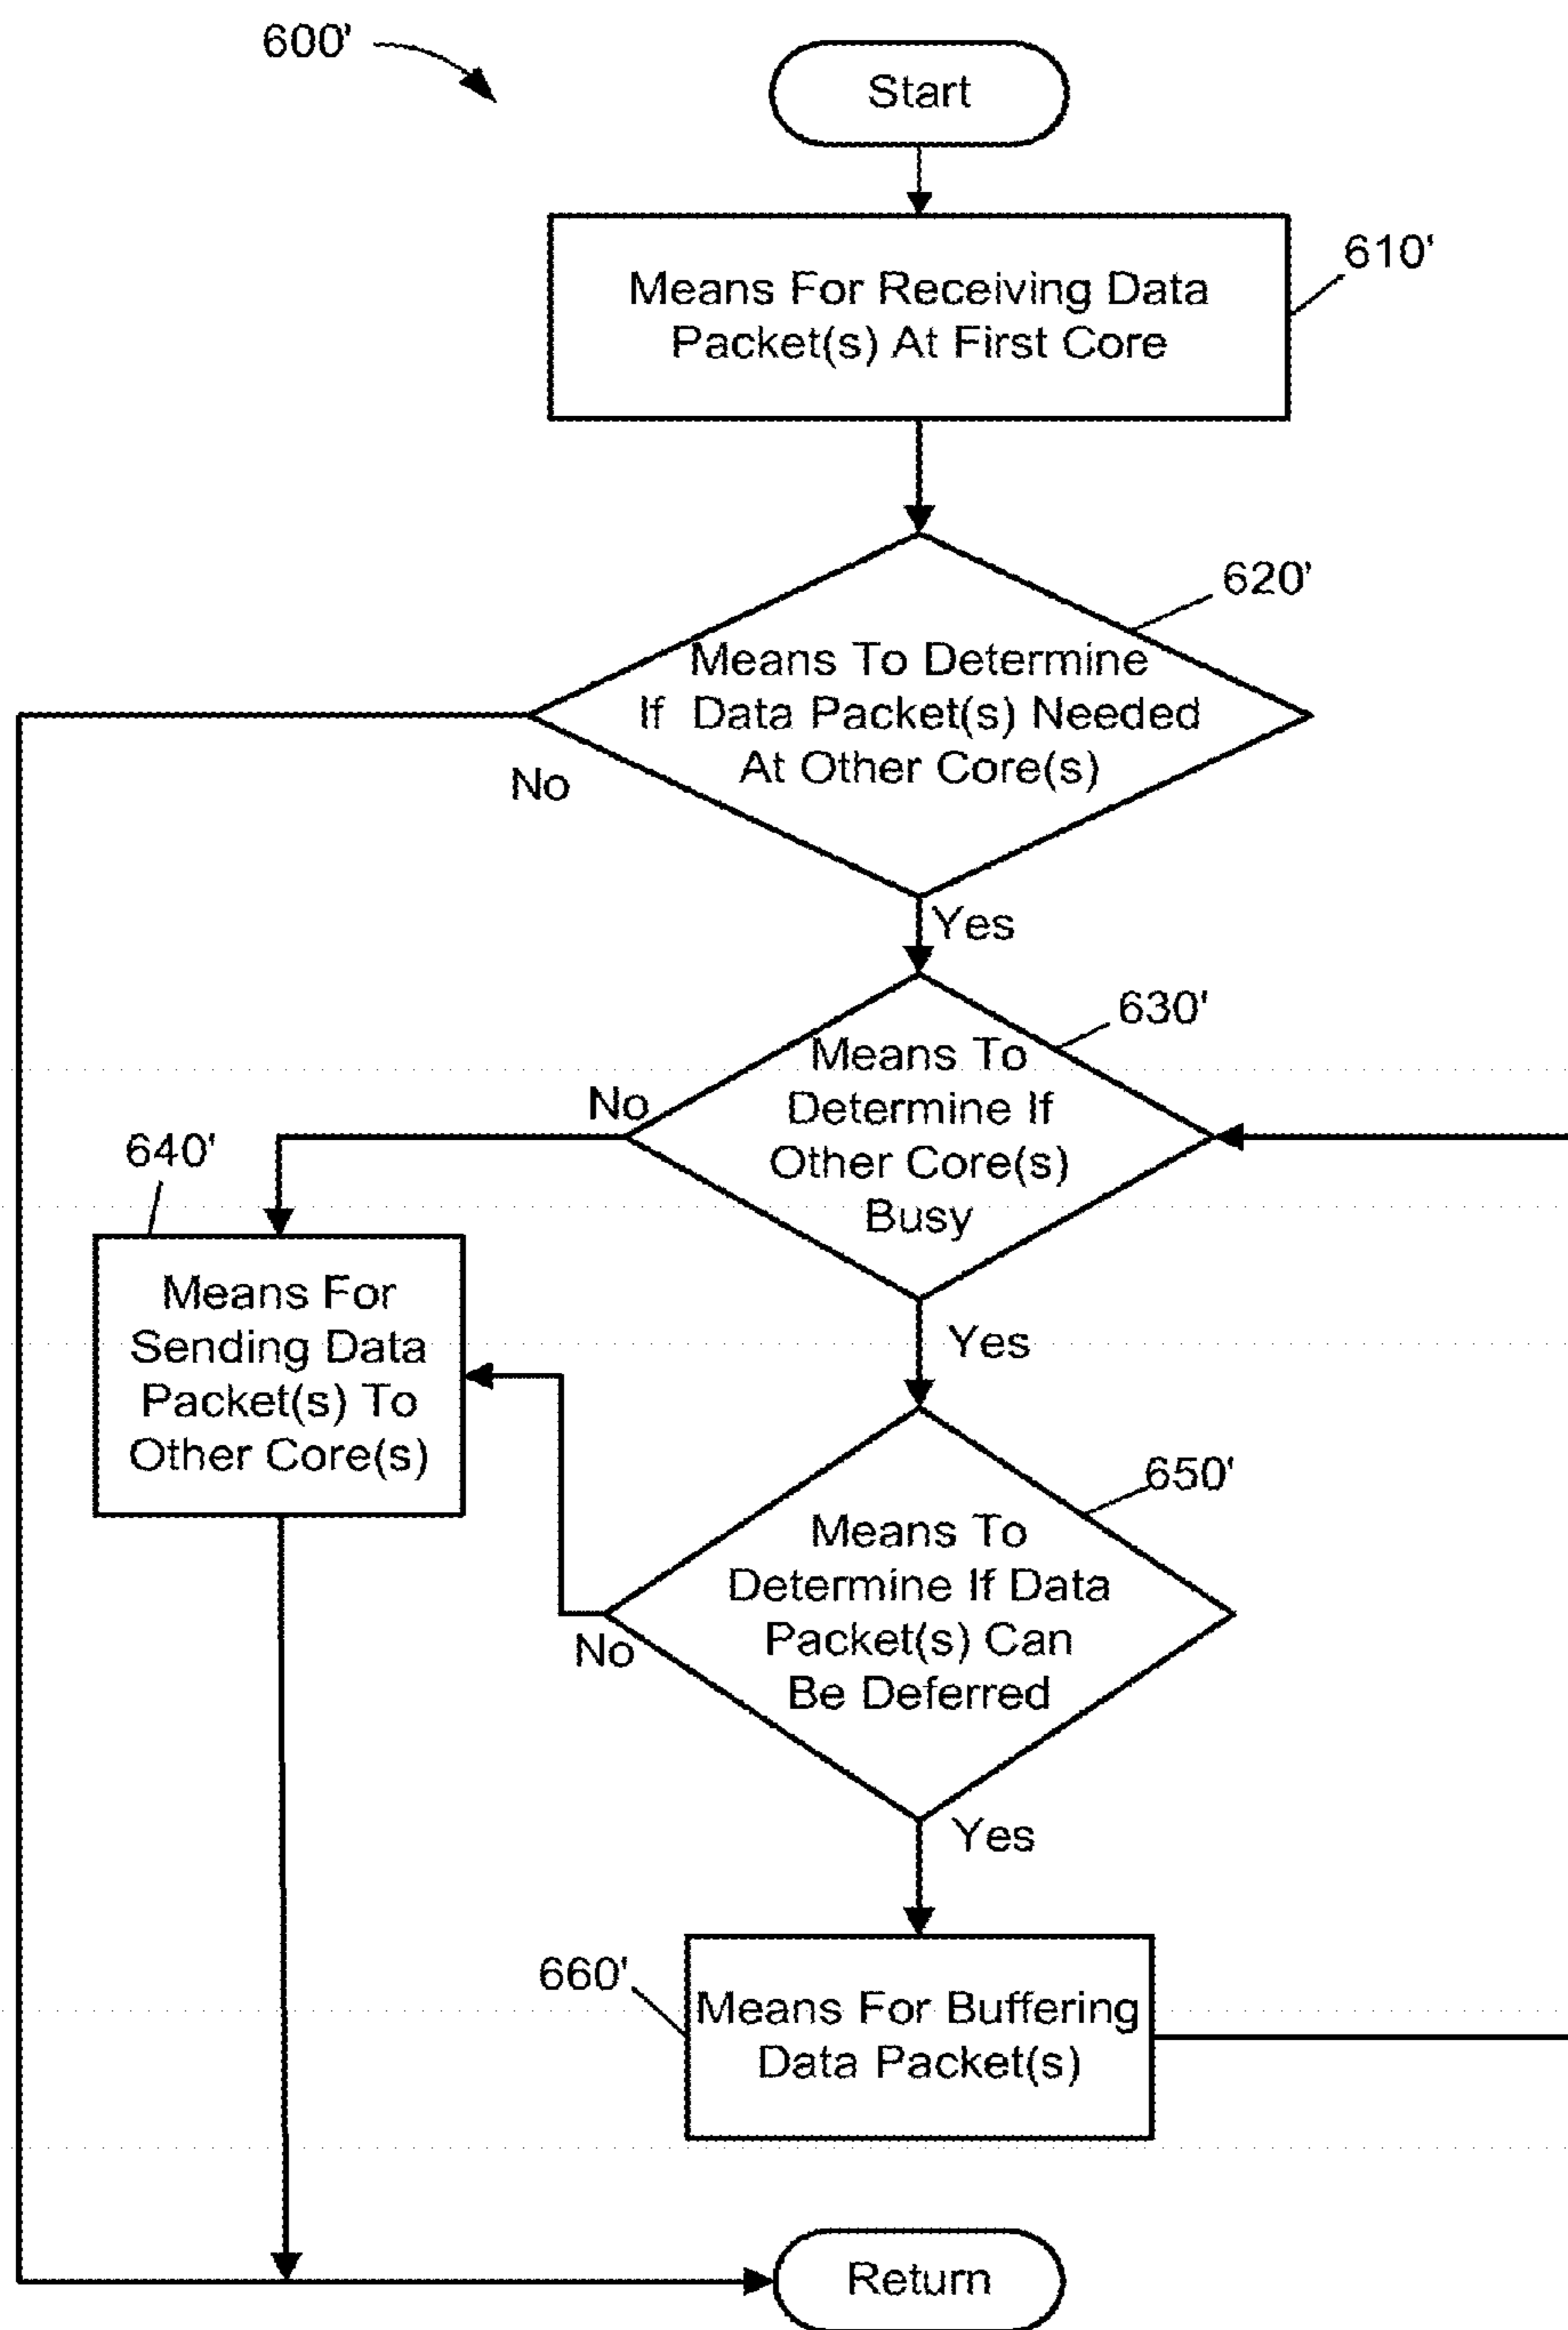 600'
Start
Means For Receiving Data
Packet(s) At First Core
610'
620'
Means To Determine
If Data Packet(s) Needed
At Other Core(s)
No
Yes
630'
Means To
Determine If
Other Core(s)
Busy
No
640'
Means For
Sending Data
Packet(s) To
Other Core(s)
Yes
650'
Means To
Determine If Data
Packet(s) Can
Be Deferred
No
Yes
660'
Means For Buffering
Data Packet(s)
Return